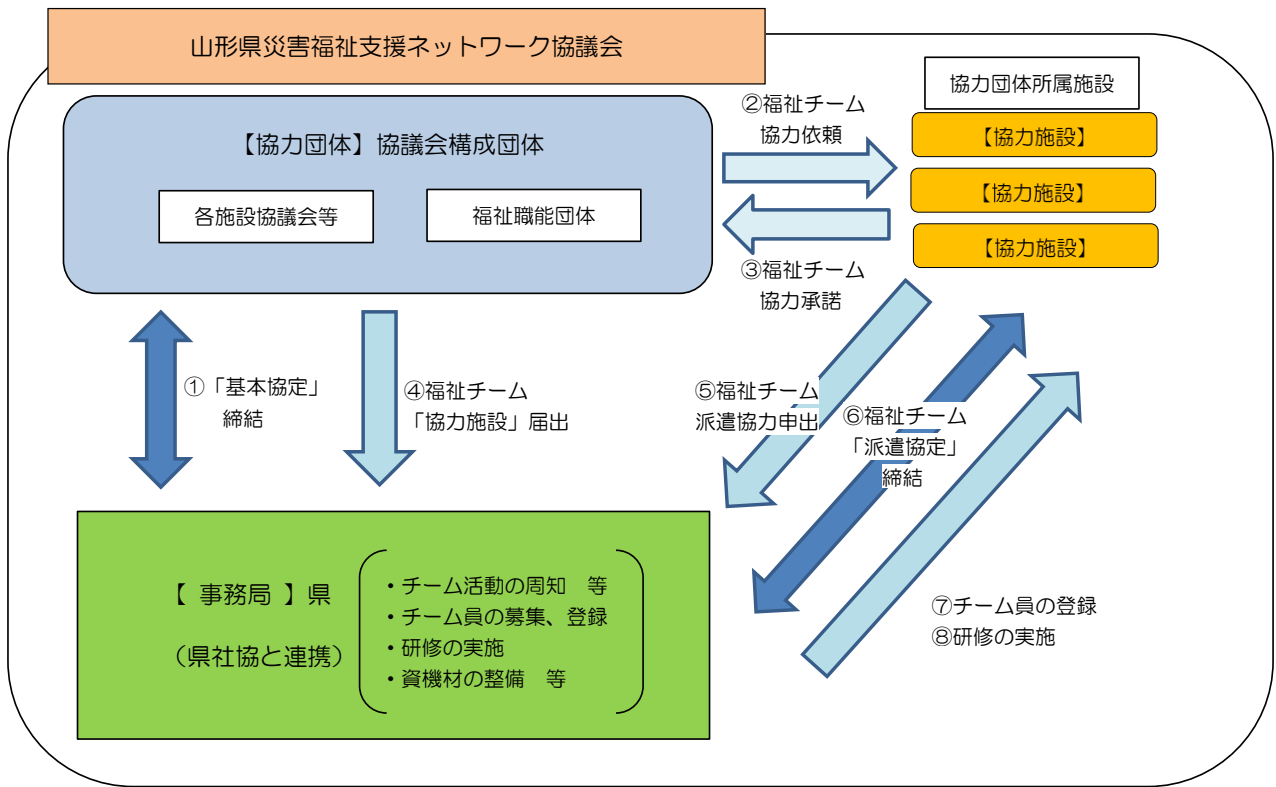 山形県災害福祉支援ネットワーク協議会
【協力団体】協議会構成団体
各施設協議会等
福祉職能団体
②福祉チーム
協力依頼
③福祉チーム
協力承諾
協力団体所属施設
【協力施設】
【協力施設】
【協力施設】
①「基本協定」
締結
④福祉チーム
「協力施設」届出
⑤福祉チーム
派遣協力申出
⑥福祉チーム
「派遣協定」
締結
⑦チーム員の登録
⑧研修の実施
【 事務局 】県
（県社協と連携）
・チーム活動の周知　等
・チーム員の募集、登録
・研修の実施
・資機材の整備　等